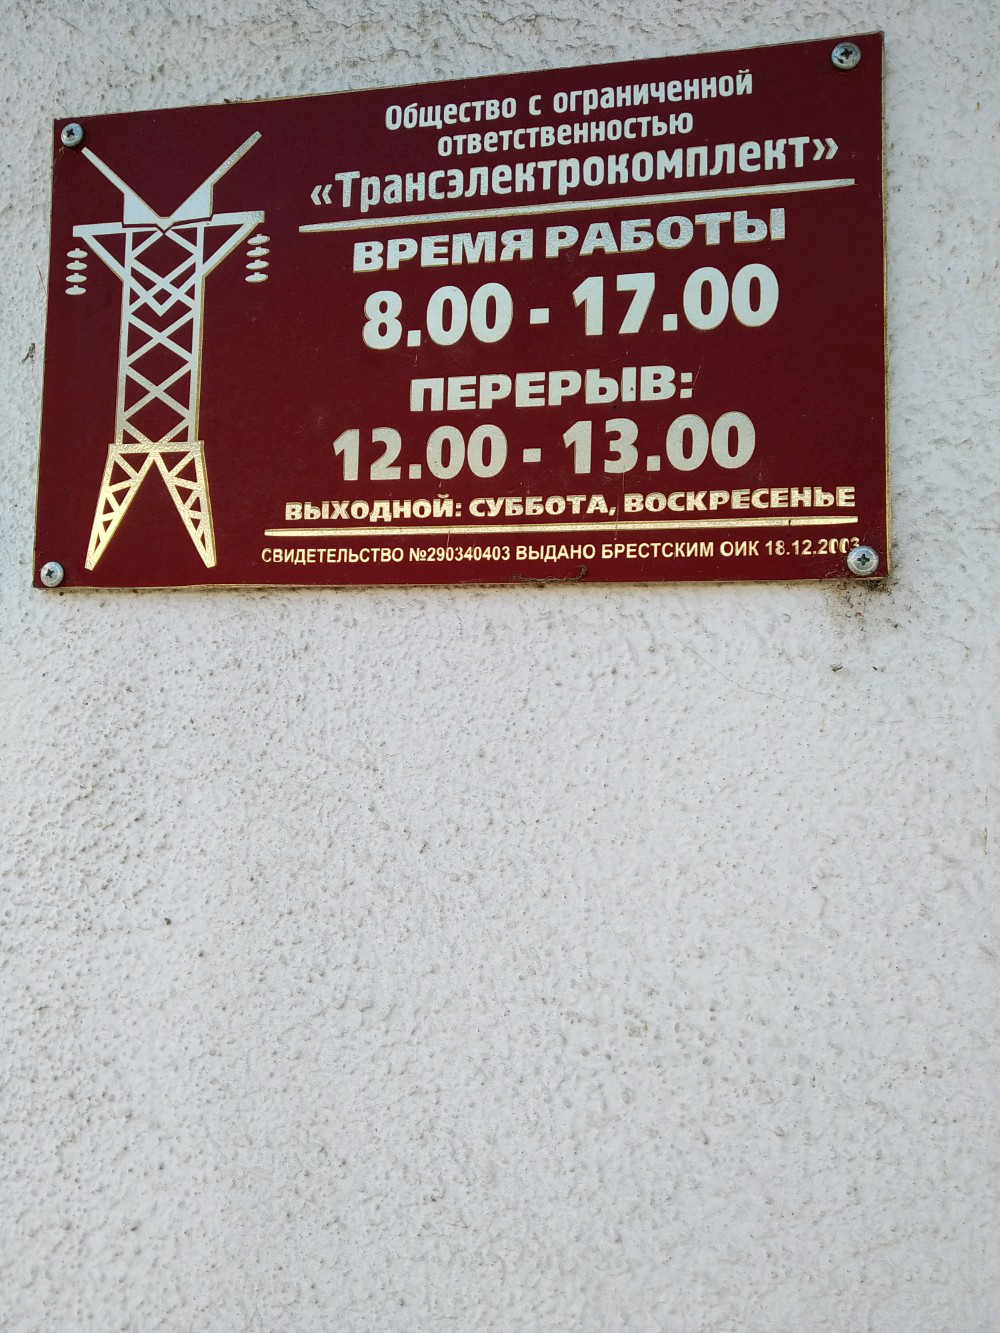 Общество с ограниченной
ответственностью
«Трансэлектрокомплект»
ВРЕМЯ РАБОТЫ
8.00 - 17.00
ПЕРЕРЫВ:
12.00 - 13.00
ВЫХОДНОЙ: СУББОТА, ВОСКРЕСЕНЬЕ
СВИДЕТЕЛЬСТВО №290340403 ВЫДАНО БРЕСТСКИМ ОИК 18.12.2003